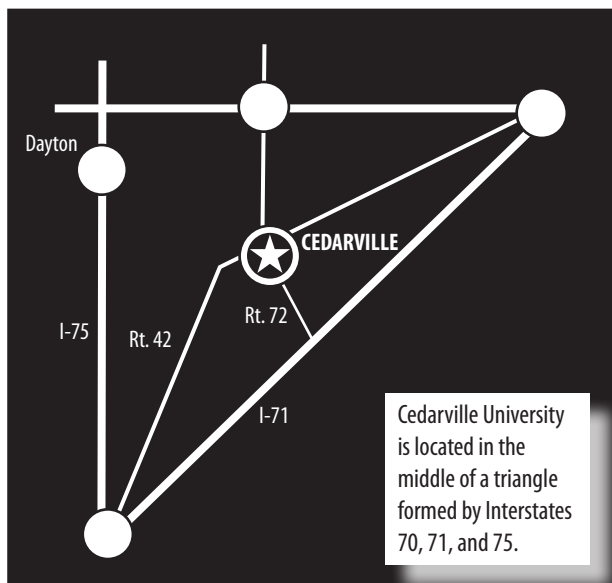 Dayton
CEDARVILLE
Rt. 72
I-75
Rt. 42
I-71
Cedarville University
is located in the
middle of a triangle
formed by Interstates
70, 71, and 75.